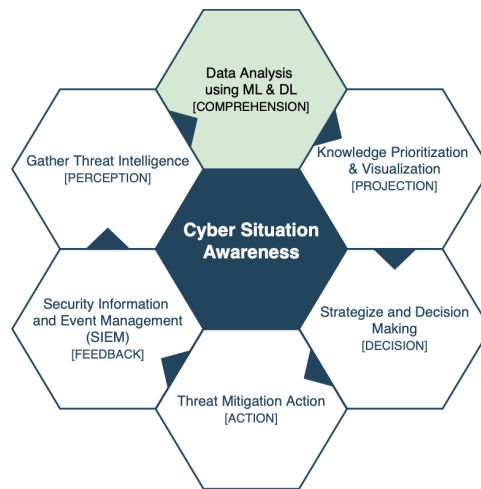 Data Analysis
using ML & DL
[COMPREHENSION]
Gather Threat Intelligence
[PERCEPTION]
Knowledge Prioritization
& Visualization
[PROJECTION]
Cyber Situation
Awareness
Security Information
and Event Management
(SIEM)
[FEEDBACK]
Strategize and Decision
Making
[DECISION]
Threat Mitigation Action
[ACTION]